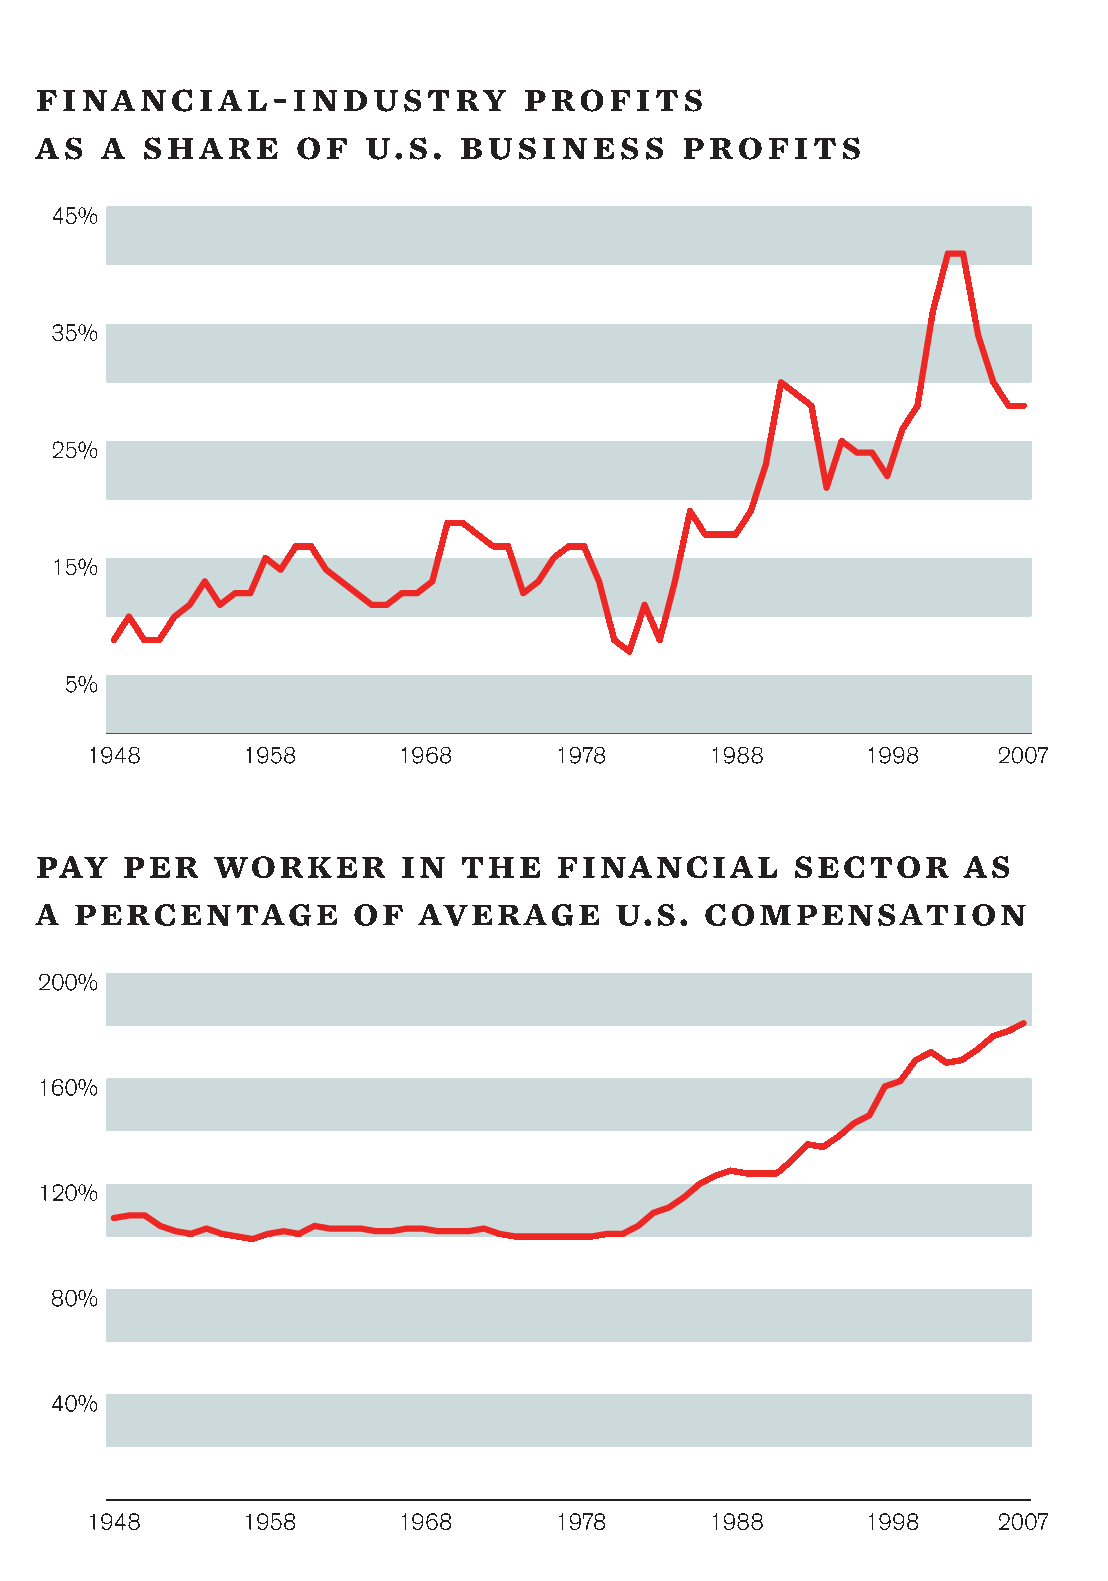 FINANCIAL-INDUSTRY PROFITS
AS A SHARE OF U.S. BUSINESS PROFITS
45%
35%
25%
15%
5%
1948 1958 1968 1978 1988 1998 2007
PAY PER WORKER IN THE FINANCIAL SECTOR AS
A PERCENTAGE OF AVERAGE U.S. COMPENSATION
200%
160%
120%
80%
40%
1948 1958 1968 1978 1988 1998 2007